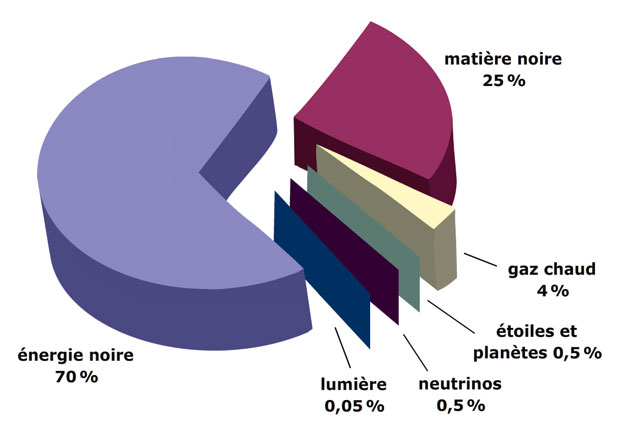 matière noire
25 %
gaz chaud
4 %
étoiles et
planètes 0,5 %
neutrinos
0,5 %
lumière
0,05 %
énergie noire
70 %